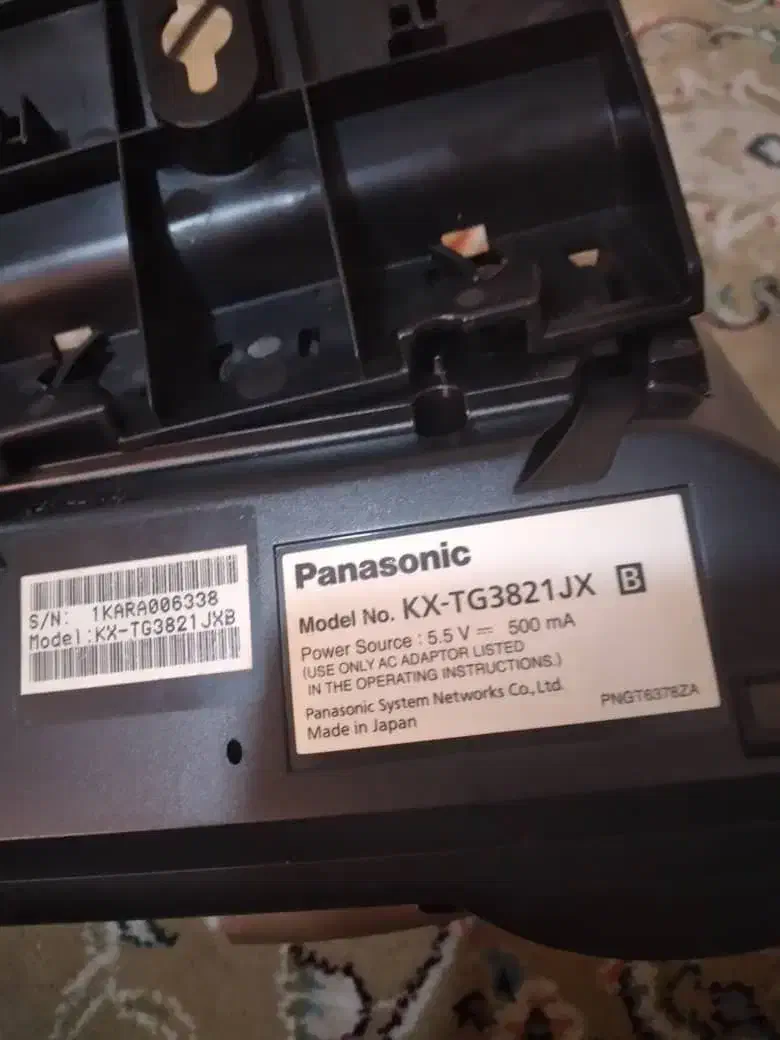 S/N: 1KARA006338
Model:KX-TG3821JXB
Panasonic
Model No. KX-TG3821JX B
Power Source : 5.5 V ⎓ 500 mA
(USE ONLY AC ADAPTOR LISTED
IN THE OPERATING INSTRUCTIONS.)
Panasonic System Networks Co., Ltd.
Made in Japan
PNGT6376ZA